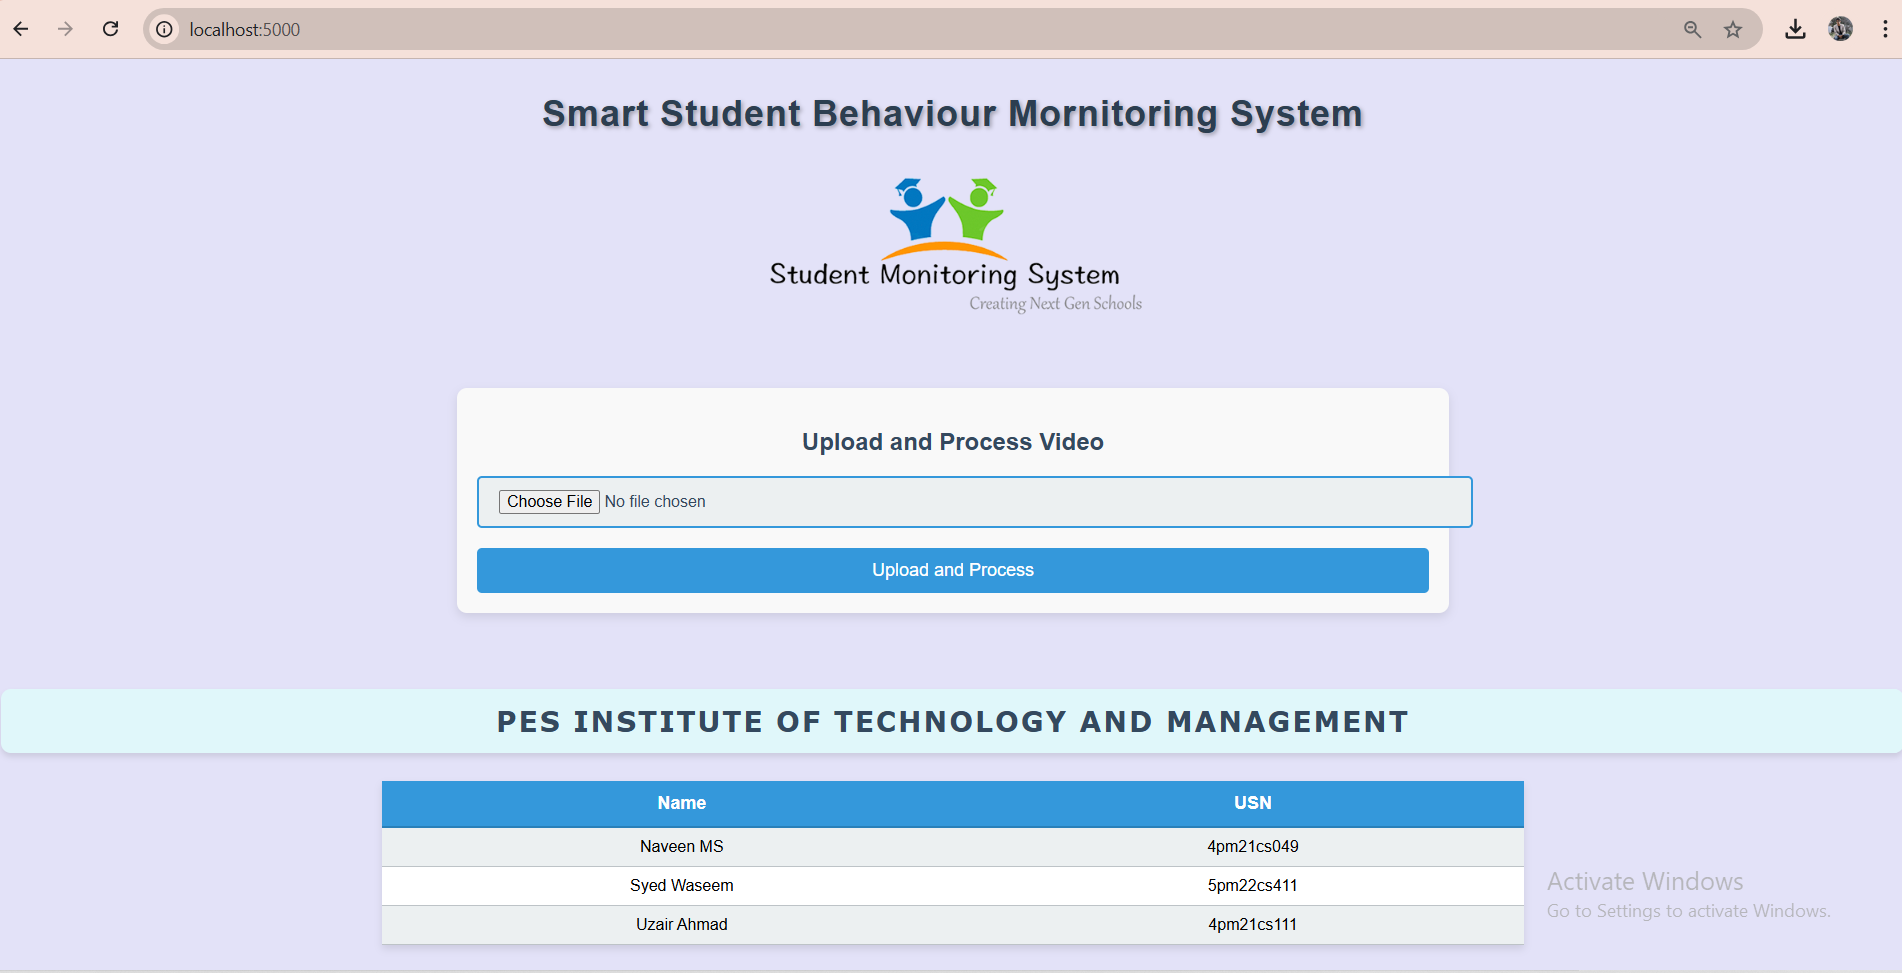 localhost:5000
Smart Student Behaviour Mornitoring System
Student Monitoring System
Creating Next Gen Schools
Upload and Process Video
Choose File No file chosen
Upload and Process
PES INSTITUTE OF TECHNOLOGY AND MANAGEMENT
Name USN
Naveen MS 4pm21cs049
Syed Waseem 5pm22cs411
Uzair Ahmad 4pm21cs111
Activate Windows
Go to Settings to activate Windows.